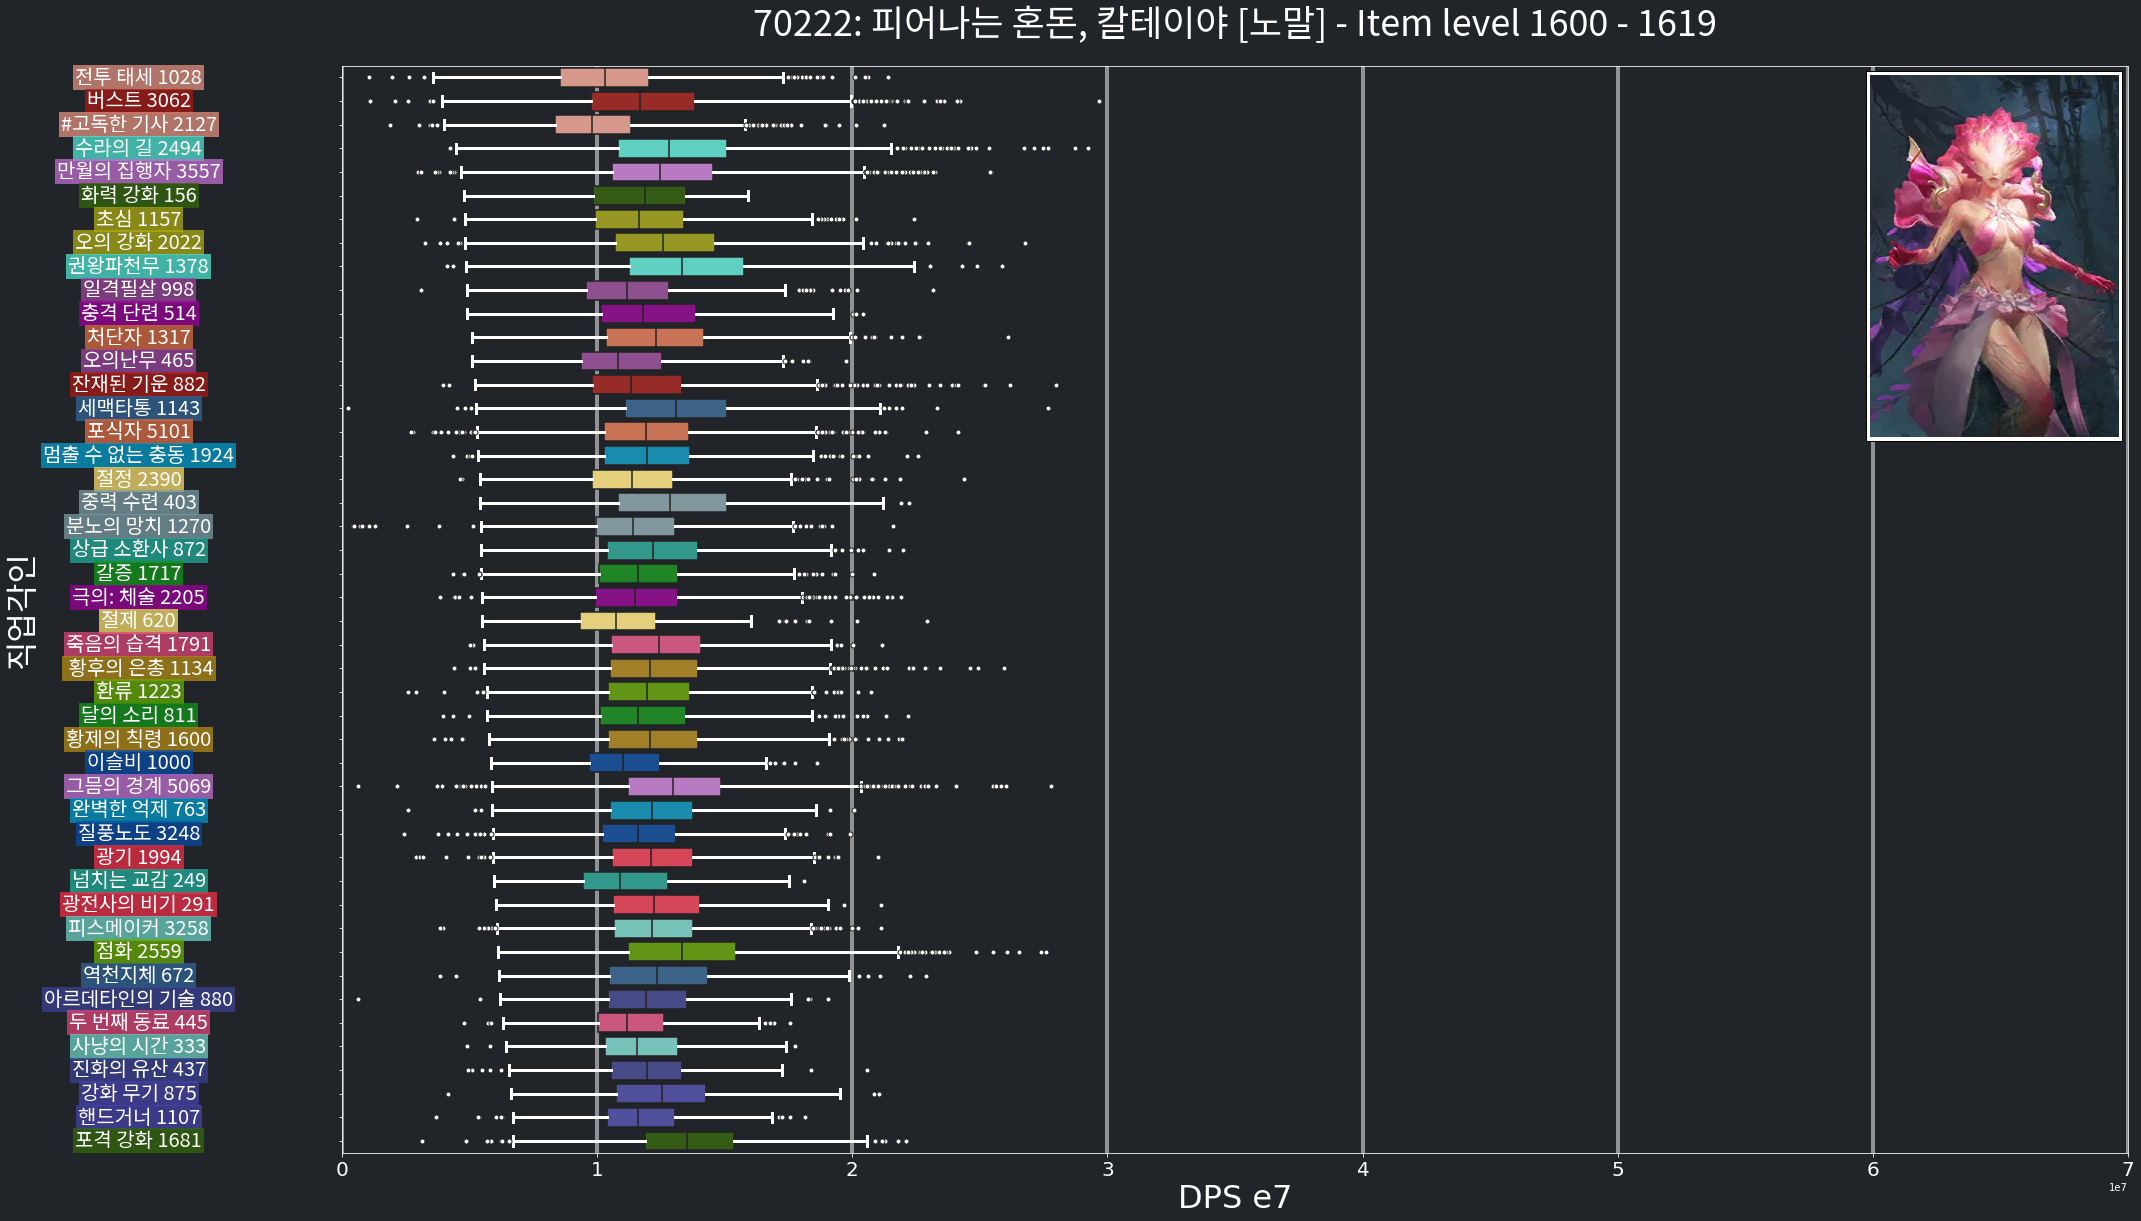 70222: 피어나는 혼돈, 칼테이야 [노말] - Item level 1600 - 1619
직업각인
전투 태세 1028
버스트 3062
#고독한 기사 2127
수라의 길 2494
만월의 집행자 3557
화력 강화 156
초심 1157
오의 강화 2022
권왕파천무 1378
일격필살 998
충격 단련 514
처단자 1317
오의난무 465
잔재된 기운 882
세맥타통 1143
포식자 5101
멈출 수 없는 충동 1924
절정 2390
중력 수련 403
분노의 망치 1270
상급 소환사 872
갈증 1717
극의: 체술 2205
절제 620
죽음의 습격 1791
황후의 은총 1134
환류 1223
달의 소리 811
황제의 칙령 1600
이슬비 1000
그믐의 경계 5069
완벽한 억제 763
질풍노도 3248
광기 1994
넘치는 교감 249
광전사의 비기 291
피스메이커 3258
점화 2559
역천지체 672
아르데타인의 기술 880
두 번째 동료 445
사냥의 시간 333
진화의 유산 437
강화 무기 875
핸드거너 1107
포격 강화 1681
0 1 2 3 4 5 6 7
DPS e7
1e7